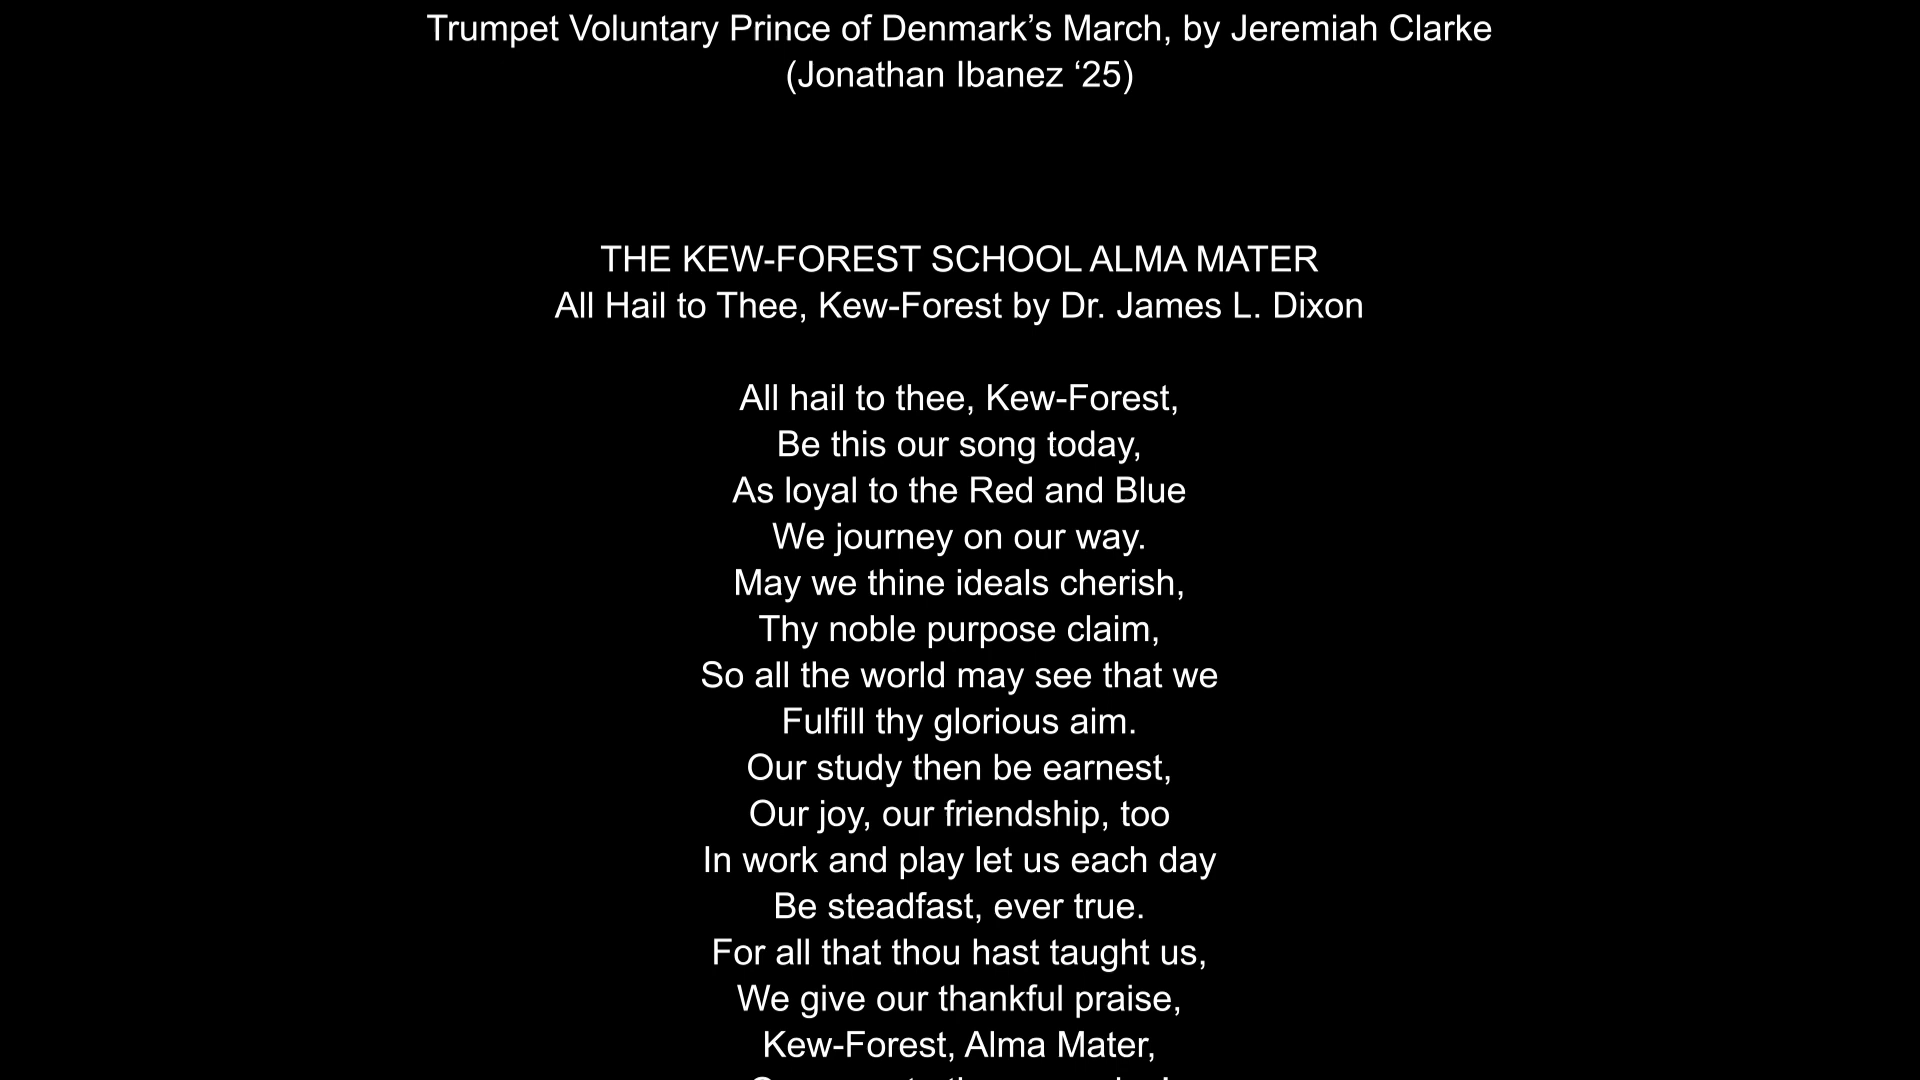 Trumpet Voluntary Prince of Denmark’s March, by Jeremiah Clarke
(Jonathan Ibanez ‘25)
THE KEW-FOREST SCHOOL ALMA MATER
All Hail to Thee, Kew-Forest by Dr. James L. Dixon
All hail to thee, Kew-Forest,
Be this our song today,
As loyal to the Red and Blue
We journey on our way.
May we thine ideals cherish,
Thy noble purpose claim,
So all the world may see that we
Fulfill thy glorious aim.
Our study then be earnest,
Our joy, our friendship, too
In work and play let us each day
Be steadfast, ever true.
For all that thou hast taught us,
We give our thankful praise,
Kew-Forest, Alma Mater,